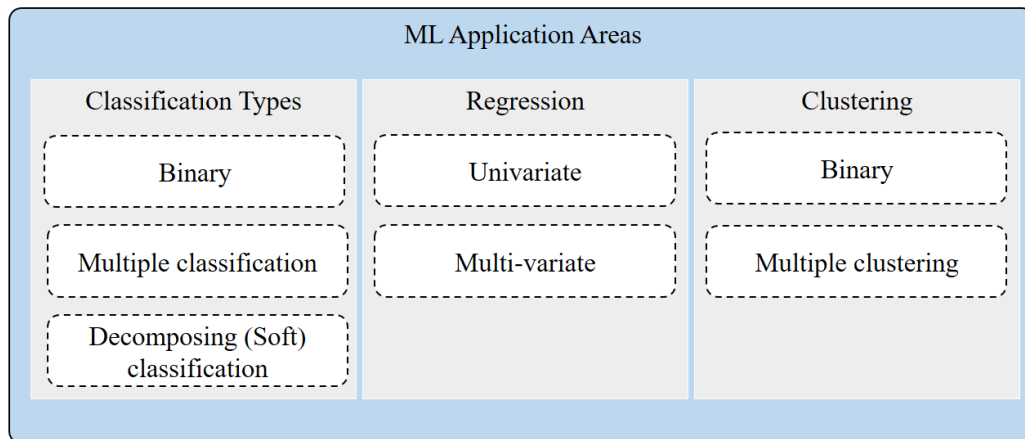 ML Application Areas
Classification Types
Binary
Multiple classification
Decomposing (Soft)
classification
Regression
Univariate
Multi-variate
Clustering
Binary
Multiple clustering